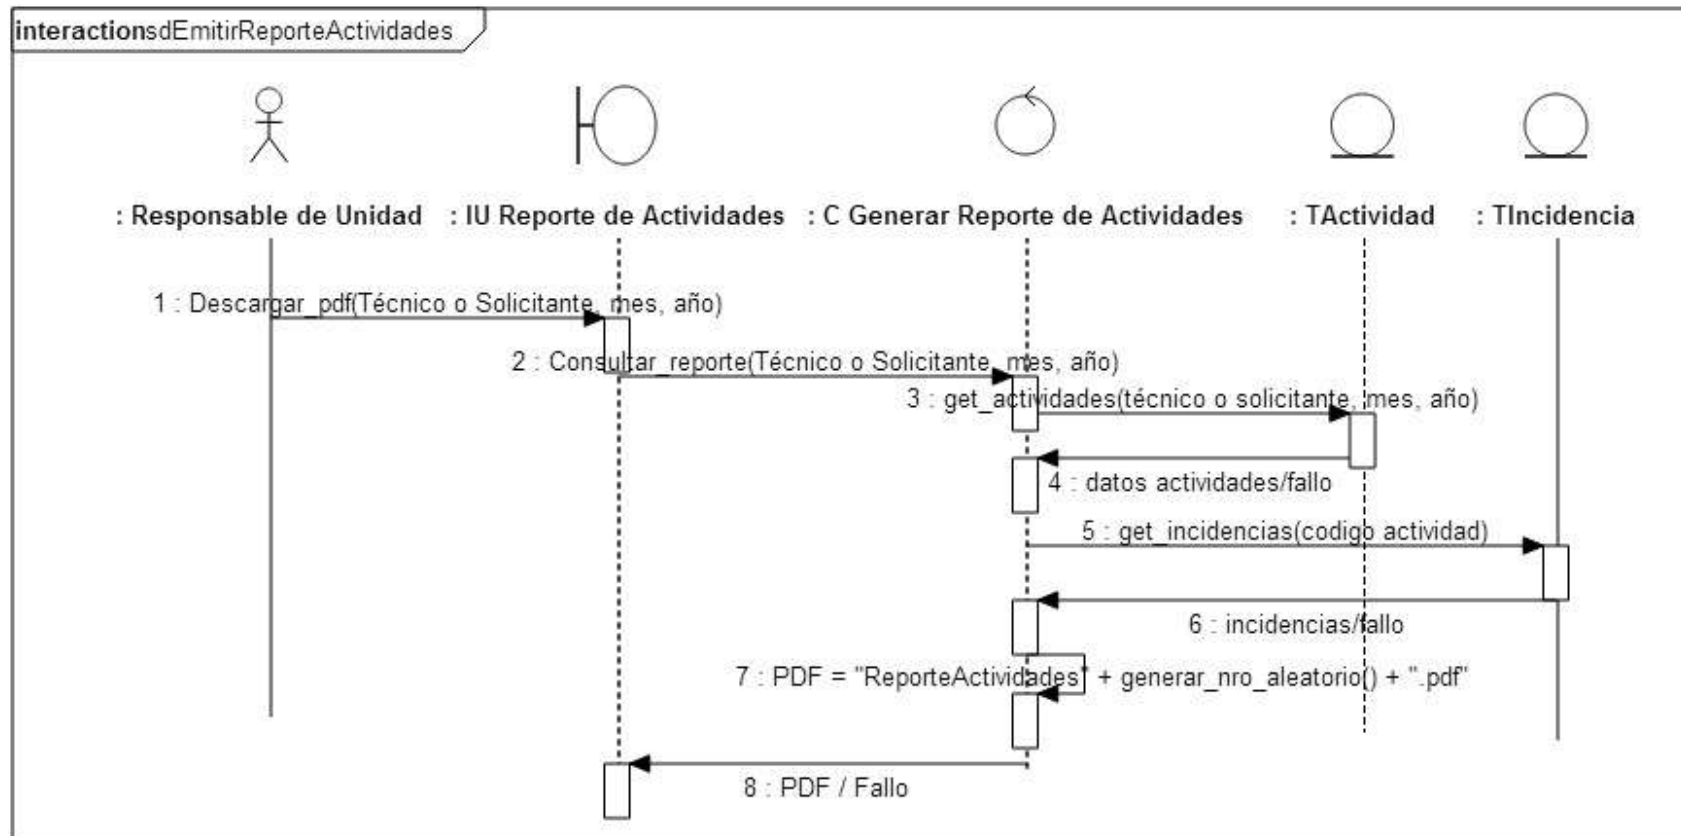 interactionsdEmitirReporteActividades
: Responsable de Unidad
: IU Reporte de Actividades
: C Generar Reporte de Actividades
: TActividad
: TIncidencia
1 : Descargar_pdf(Técnico o Solicitante, mes, año)
2 : Consultar_reporte(Técnico o Solicitante, mes, año)
3 : get_actividades(técnico o solicitante, mes, año)
4 : datos actividades/fallo
5 : get_incidencias(codigo actividad)
6 : incidencias/fallo
7 : PDF = "ReporteActividades" + generar_nro_aleatorio() + ".pdf"
8 : PDF / Fallo